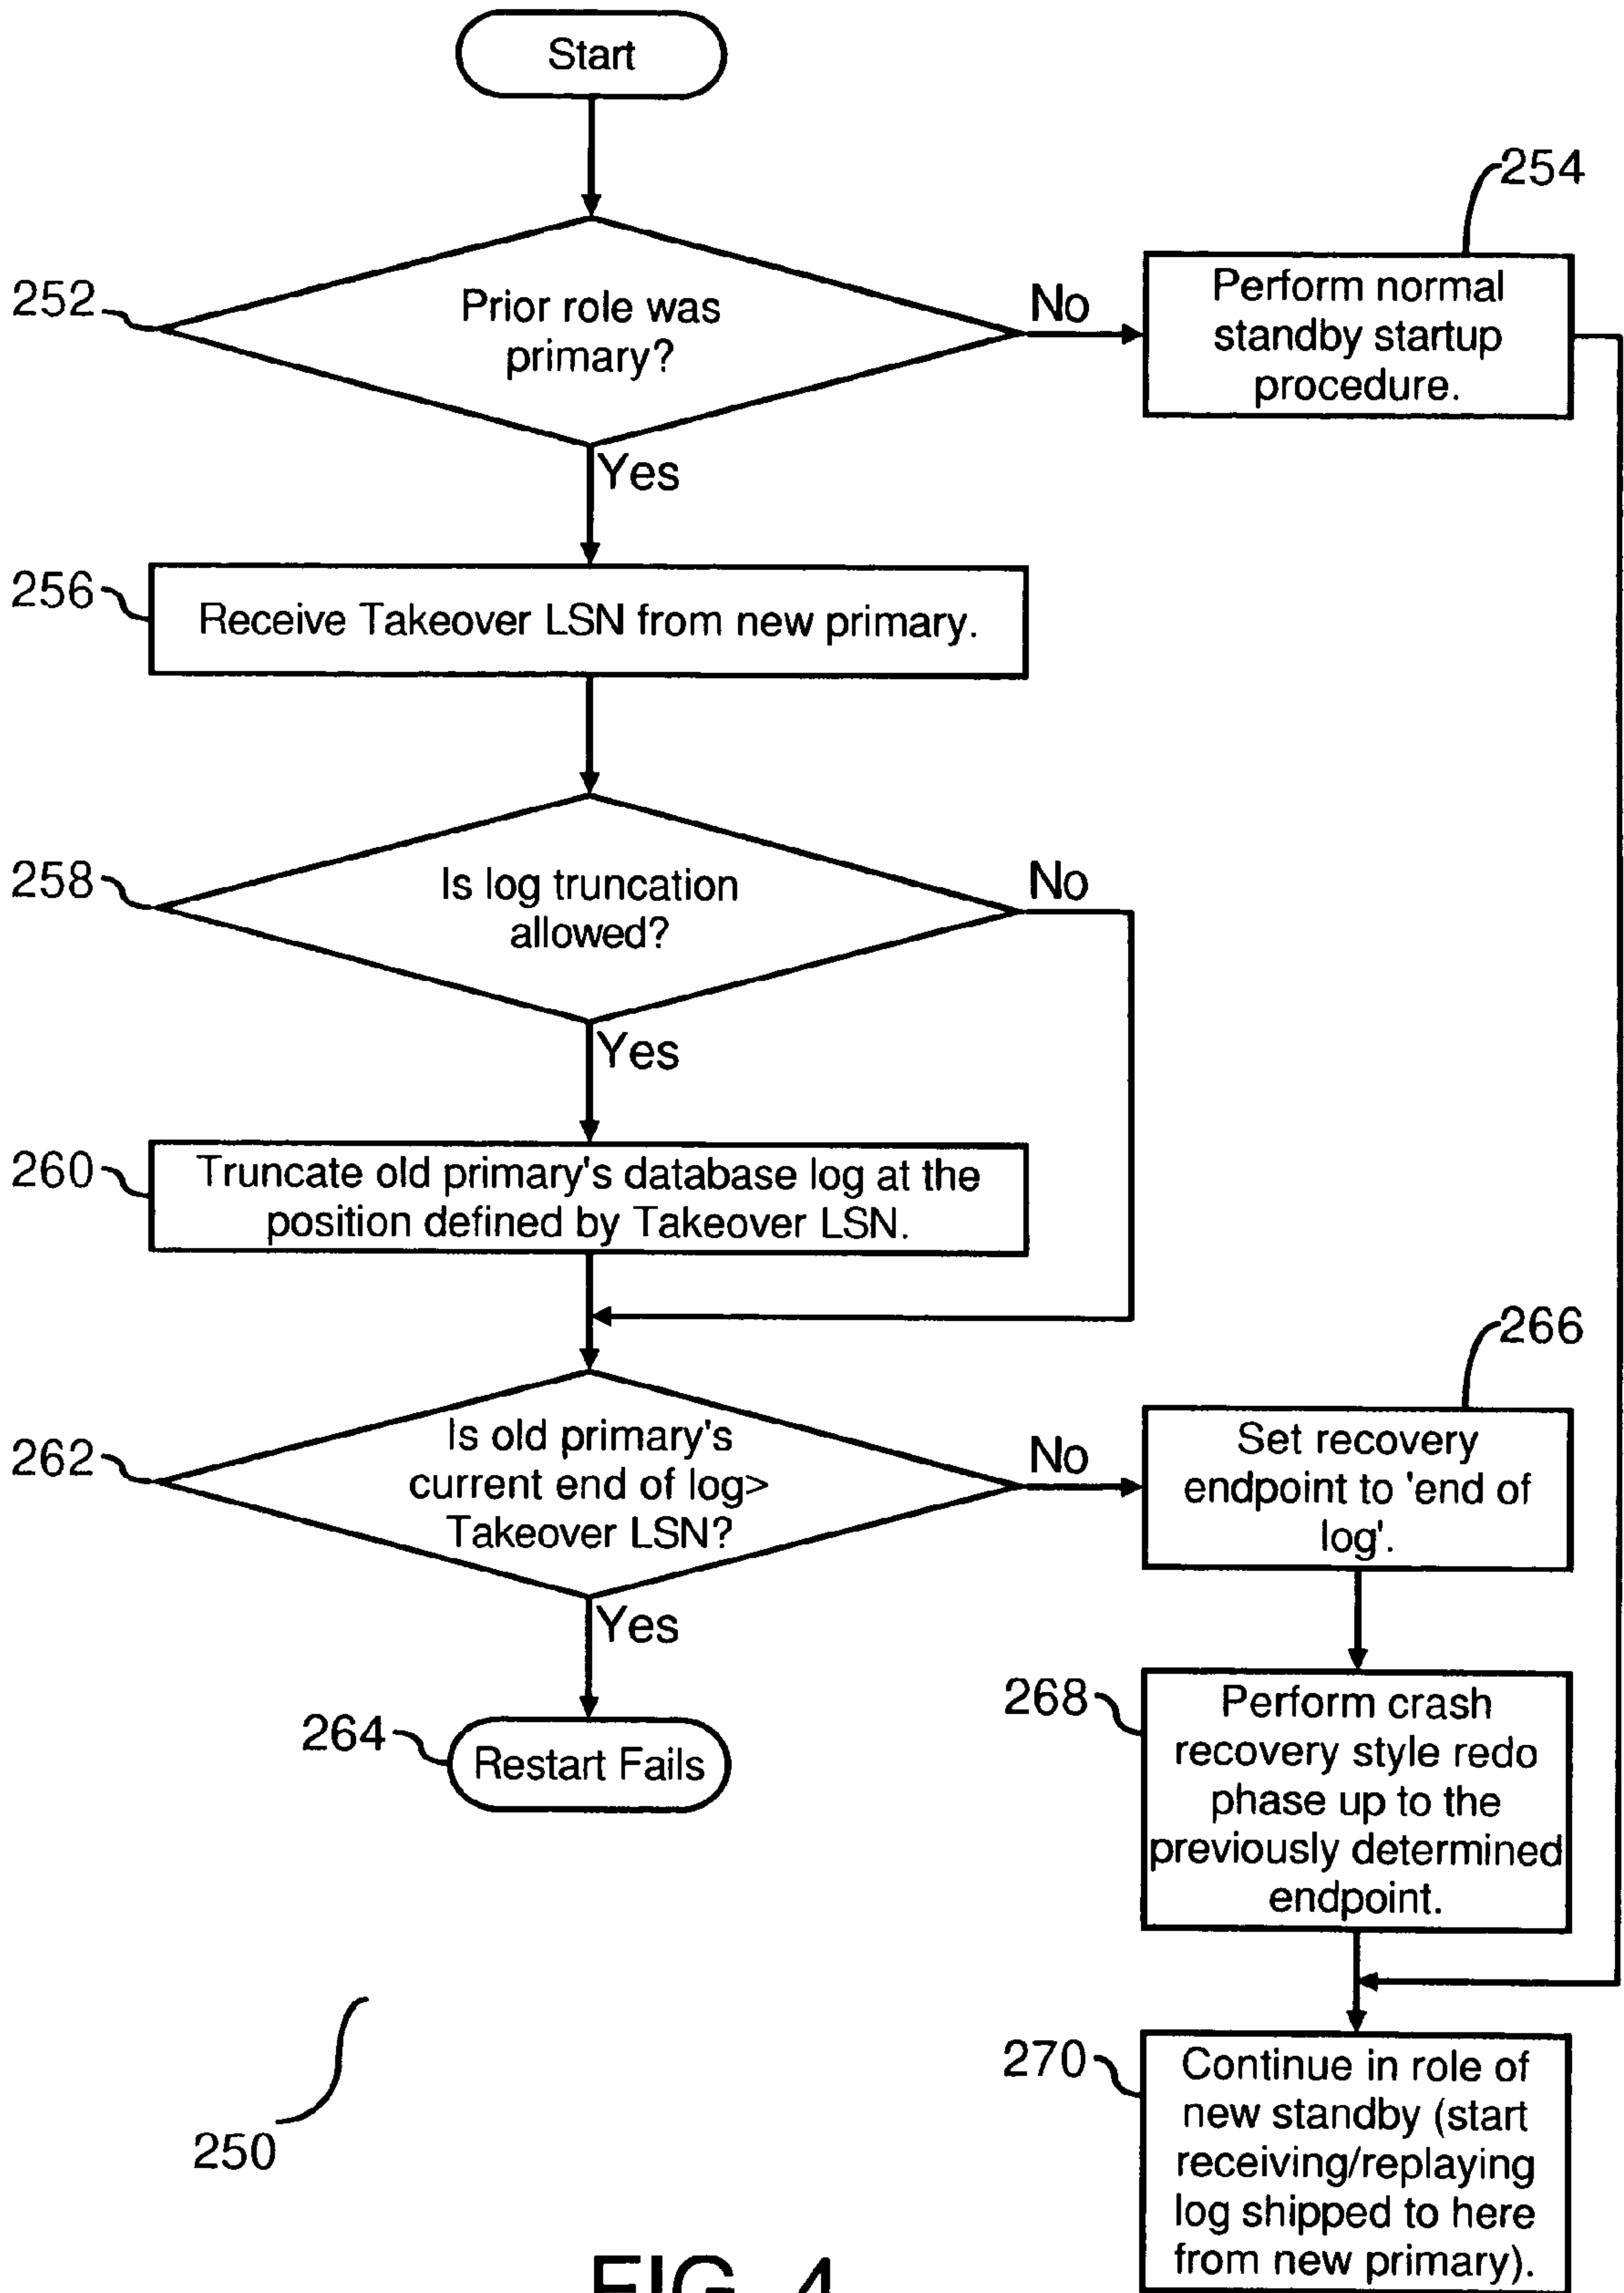 Start
254
252
Prior role was
primary?
No
Perform normal
standby startup
procedure.
Yes
256
Receive Takeover LSN from new primary.
258
Is log truncation
allowed?
No
Yes
260
Truncate old primary's database log at the
position defined by Takeover LSN.
266
262
Is old primary's
current end of log>
Takeover LSN?
No
Set recovery
endpoint to 'end of
log'.
Yes
264
Restart Fails
268
Perform crash
recovery style redo
phase up to the
previously determined
endpoint.
250
270
Continue in role of
new standby (start
receiving/replaying
log shipped to here
from new primary).
FIG. 4